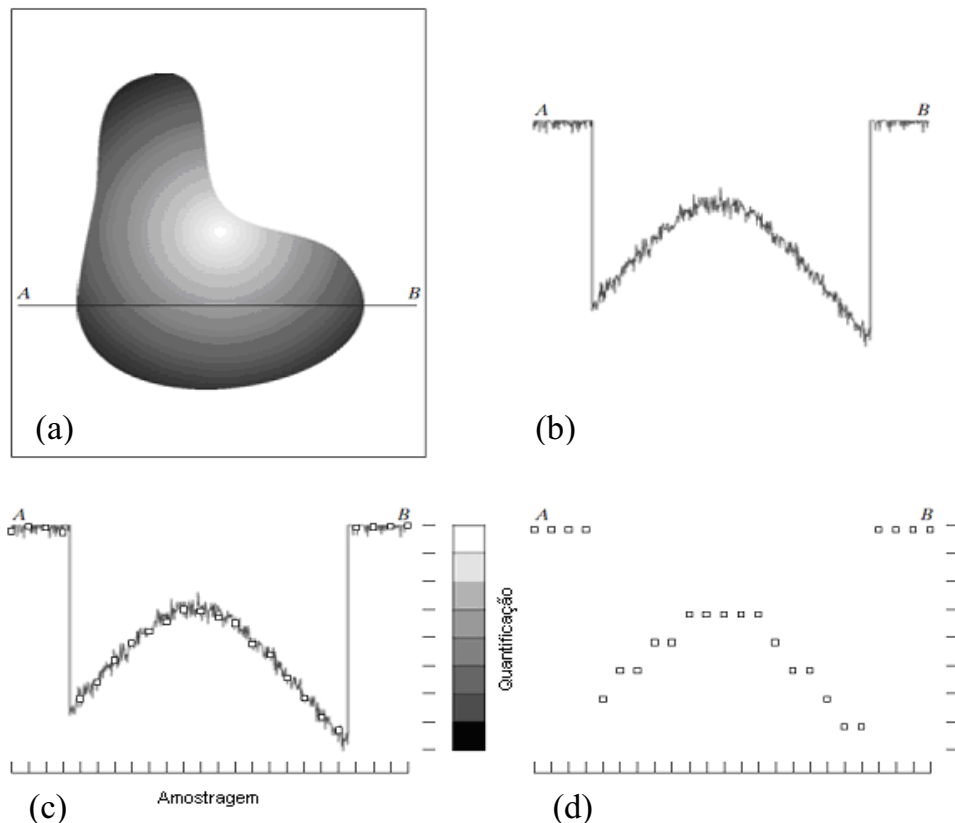 A B
(a)
A B
(b)
A B
Quantificação
Amostragem
(c)
A B
(d)